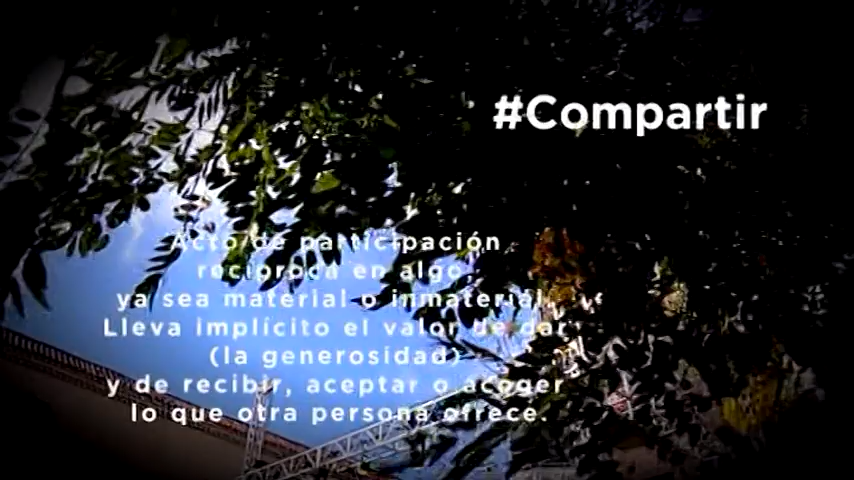 #Compartir
Acto de participación
recíproca en algo,
ya sea material o inmaterial.
Lleva implícito el valor de dar
(la generosidad)
y de recibir, aceptar o acoger
lo que otra persona ofrece.